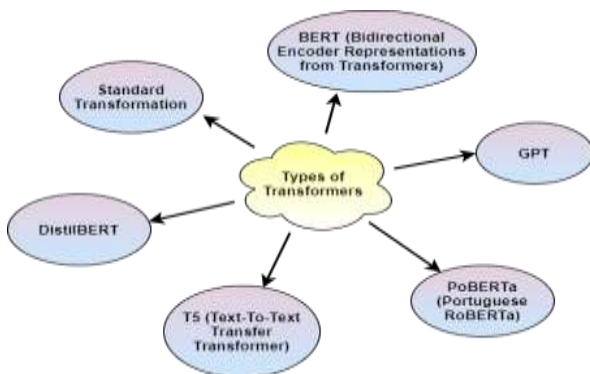 BERT (Bidirectional
Encoder Representations
from Transformers)
Standard
Transformation
GPT
Types of
Transformers
DistilBERT
PoBERTa
(Portuguese
RoBERTa)
T5 (Text-To-Text
Transfer
Transformer)